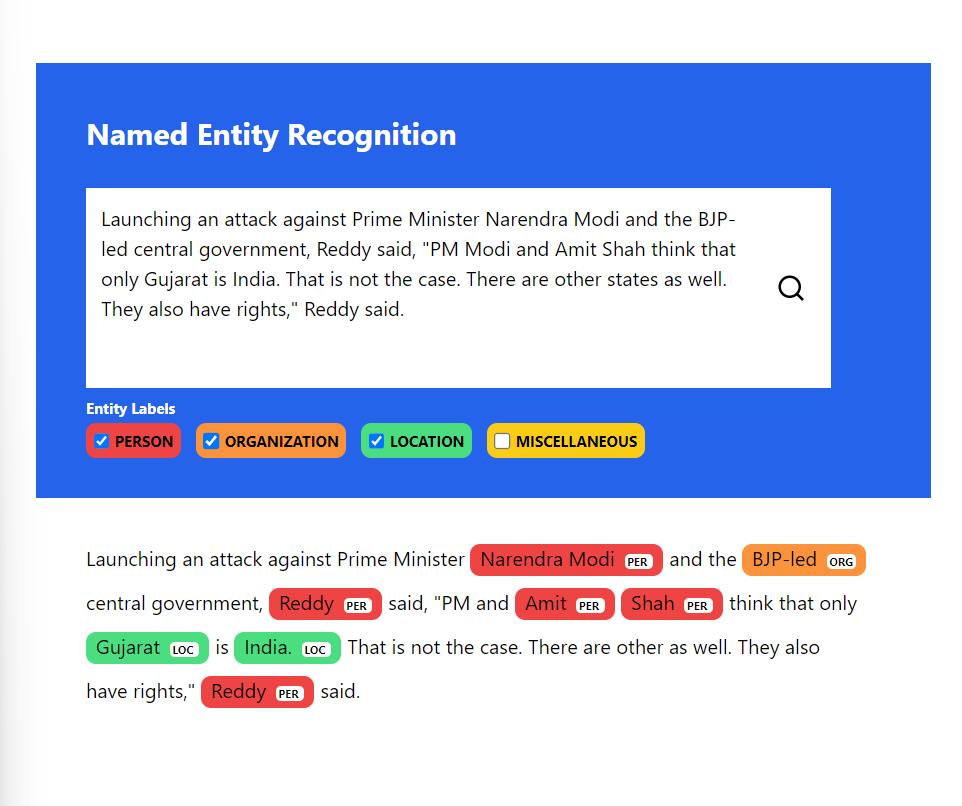 Named Entity Recognition
Launching an attack against Prime Minister Narendra Modi and the BJP-
led central government, Reddy said, "PM Modi and Amit Shah think that
only Gujarat is India. That is not the case. There are other states as well.
They also have rights," Reddy said.
Entity Labels
PERSON ORGANIZATION LOCATION MISCELLANEOUS
Launching an attack against Prime Minister Narendra Modi PER and the BJP-led ORG
central government, Reddy PER said, "PM and Amit PER Shah PER think that only
Gujarat LOC is India. LOC That is not the case. There are other as well. They also
have rights," Reddy PER said.